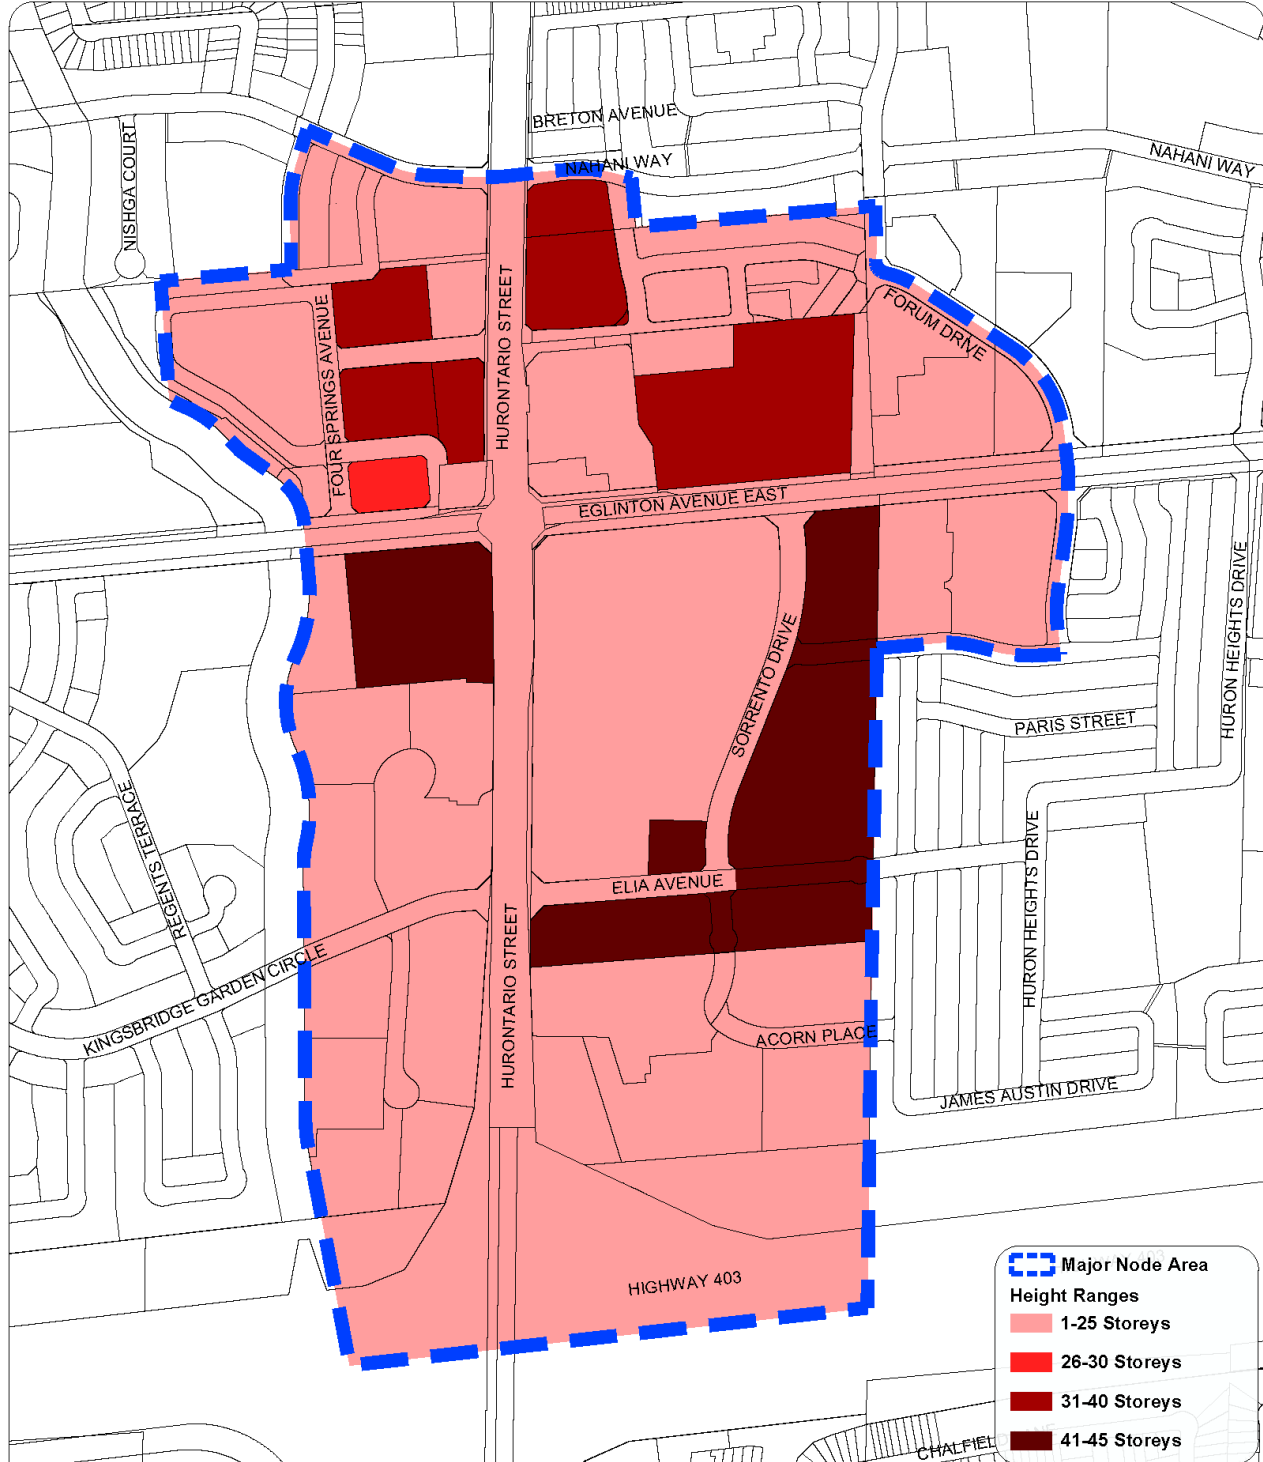 BRETON AVENUE
NAHANI WAY
NAHANI WAY
NISHGA COURT
HURONTARIO STREET
FOUR SPRINGS AVENUE
FORUM DRIVE
EGLINTON AVENUE EAST
SORRENTO DRIVE
HURON HEIGHTS DRIVE
PARIS STREET
REGENTS TERRACE
HURON HEIGHTS DRIVE
ELIA AVENUE
KINGSBRIDGE GARDEN CIRCLE
HURONTARIO STREET
ACORN PLACE
JAMES AUSTIN DRIVE
HIGHWAY 403
Major Node Area
Height Ranges
1-25 Storeys
26-30 Storeys
31-40 Storeys
41-45 Storeys